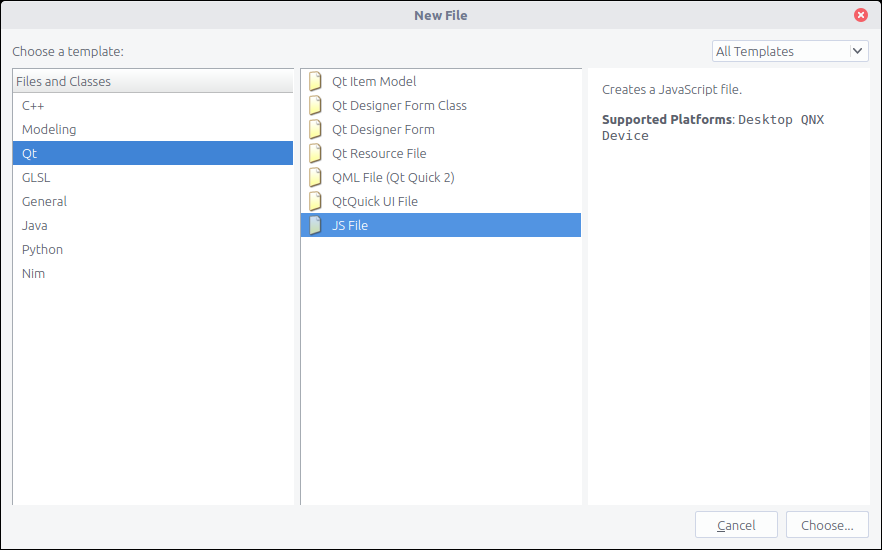 New File
Choose a template:
All Templates
Files and Classes
C++
Modeling
Qt
GLSL
General
Java
Python
Nim
Qt Item Model
Qt Designer Form Class
Qt Designer Form
Qt Resource File
QML File (Qt Quick 2)
QtQuick UI File
JS File
Creates a JavaScript file.
Supported Platforms: Desktop QNX
Device
Cancel
Choose...